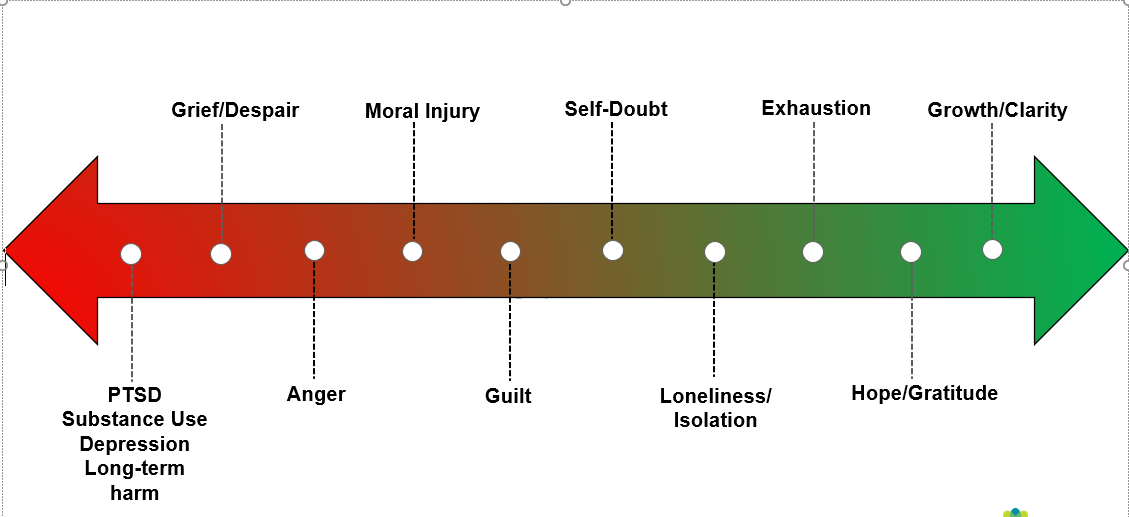 Grief/Despair
Moral Injury
Self-Doubt
Exhaustion
Growth/Clarity
PTSD
Substance Use
Depression
Long-term
harm
Anger
Guilt
Loneliness/
Isolation
Hope/Gratitude